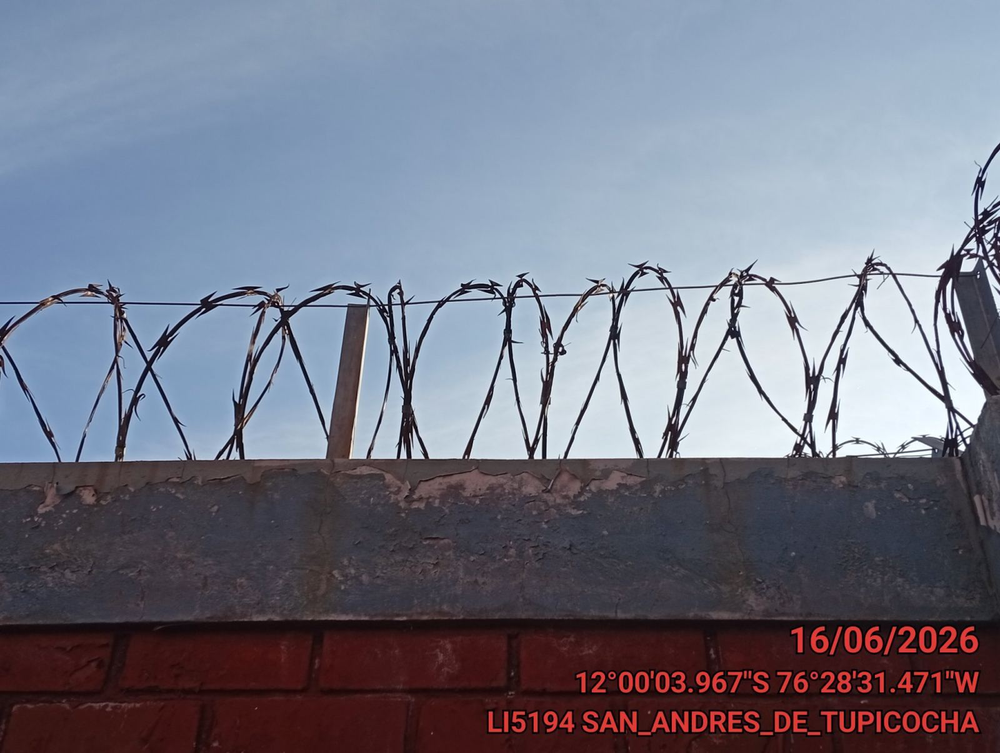 16/06/2026
12°00'03.967"S 76°28'31.471"W
LI5194 SAN_ANDRES_DE_TUPICOCHA